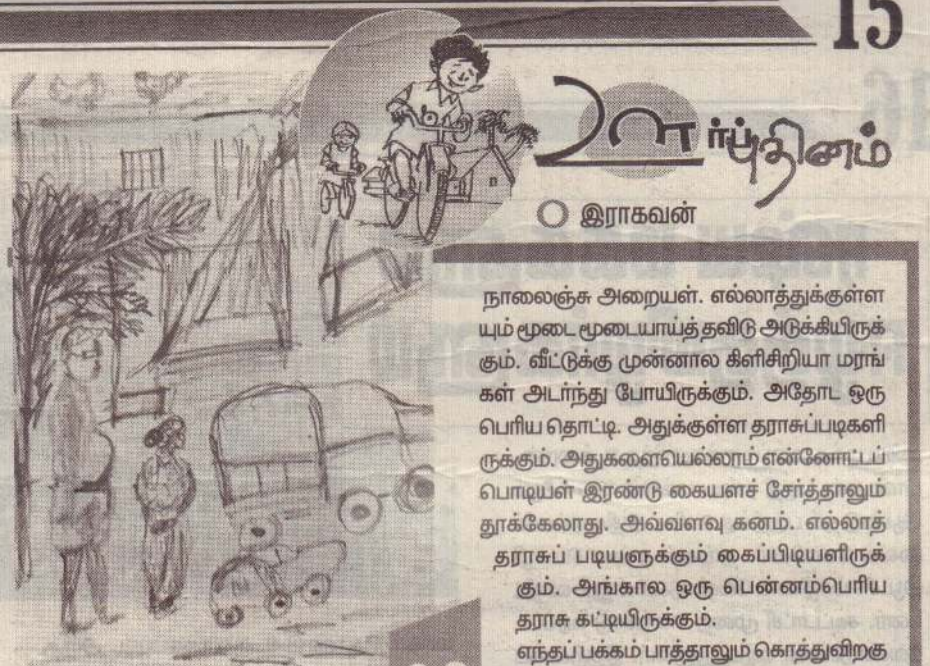 15
ஊர்ப்புதினம்
இராகவன்
நாலைஞ்சு அறையள். எல்லாத்துக்குள்ள
யும் மூடை மூடையாய்த் தவிடு அடுக்கியிருக்
கும். வீட்டுக்கு முன்னால கிளிசிறியா மரங்
கள் அடர்ந்து போயிருக்கும். அதோட ஒரு
பெரிய தொட்டி. அதுக்குள்ள தராசுப்படிகளி
ருக்கும். அதுகளையெல்லாம் என்னோட்டப்
பொடியள் இரண்டு கையளச் சேர்த்தாலும்
தூக்கேலாது. அவ்வளவு கனம். எல்லாத்
தராசுப் படியளுக்கும் கைப்பிடியளிருக்
கும். அங்கால ஒரு பென்னம்பெரிய
தராசு கட்டியிருக்கும்.
எந்தப் பக்கம் பாத்தாலும் கொத்துவிறகு